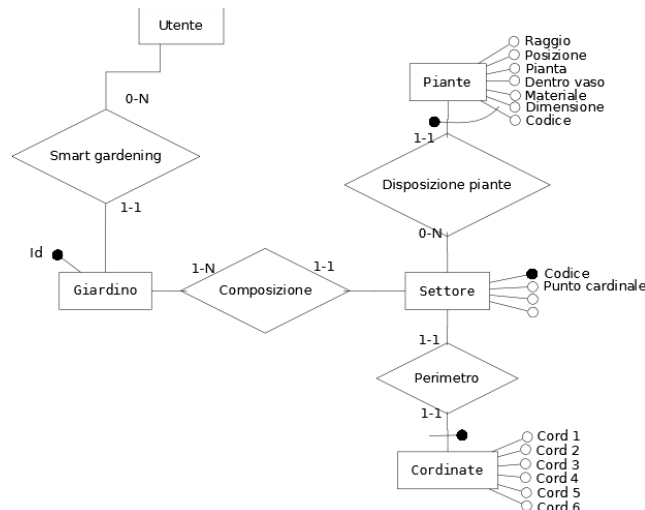 Utente
0-N
Smart gardening
1-1
Id
Giardino
1-N
Composizione
1-1
Piante
Raggio
Posizione
Pianta
Dentro vaso
Materiale
Dimensione
Codice
1-1
Disposizione piante
0-N
Settore
Codice
Punto cardinale
1-1
Perimetro
1-1
Cordinate
Cord 1
Cord 2
Cord 3
Cord 4
Cord 5
Cord 6